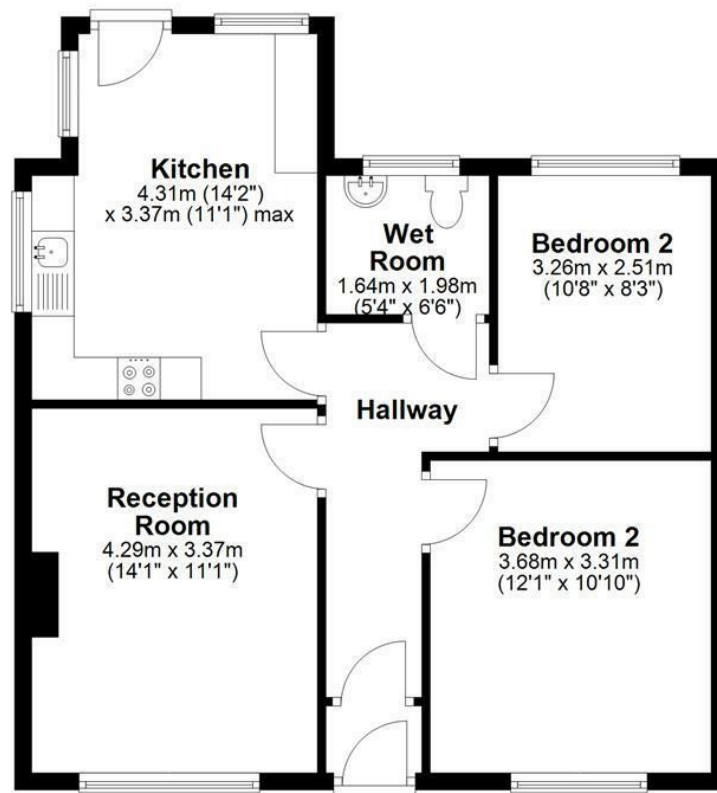 Kitchen
4.31m (14'2")
x 3.37m (11'1") max
Wet
Room
1.64m x 1.98m
(5'4" x 6'6")
Bedroom 2
3.26m x 2.51m
(10'8" x 8'3")
Hallway
Reception
Room
4.29m x 3.37m
(14'1" x 11'1")
Bedroom 2
3.68m x 3.31m
(12'1" x 10'10")